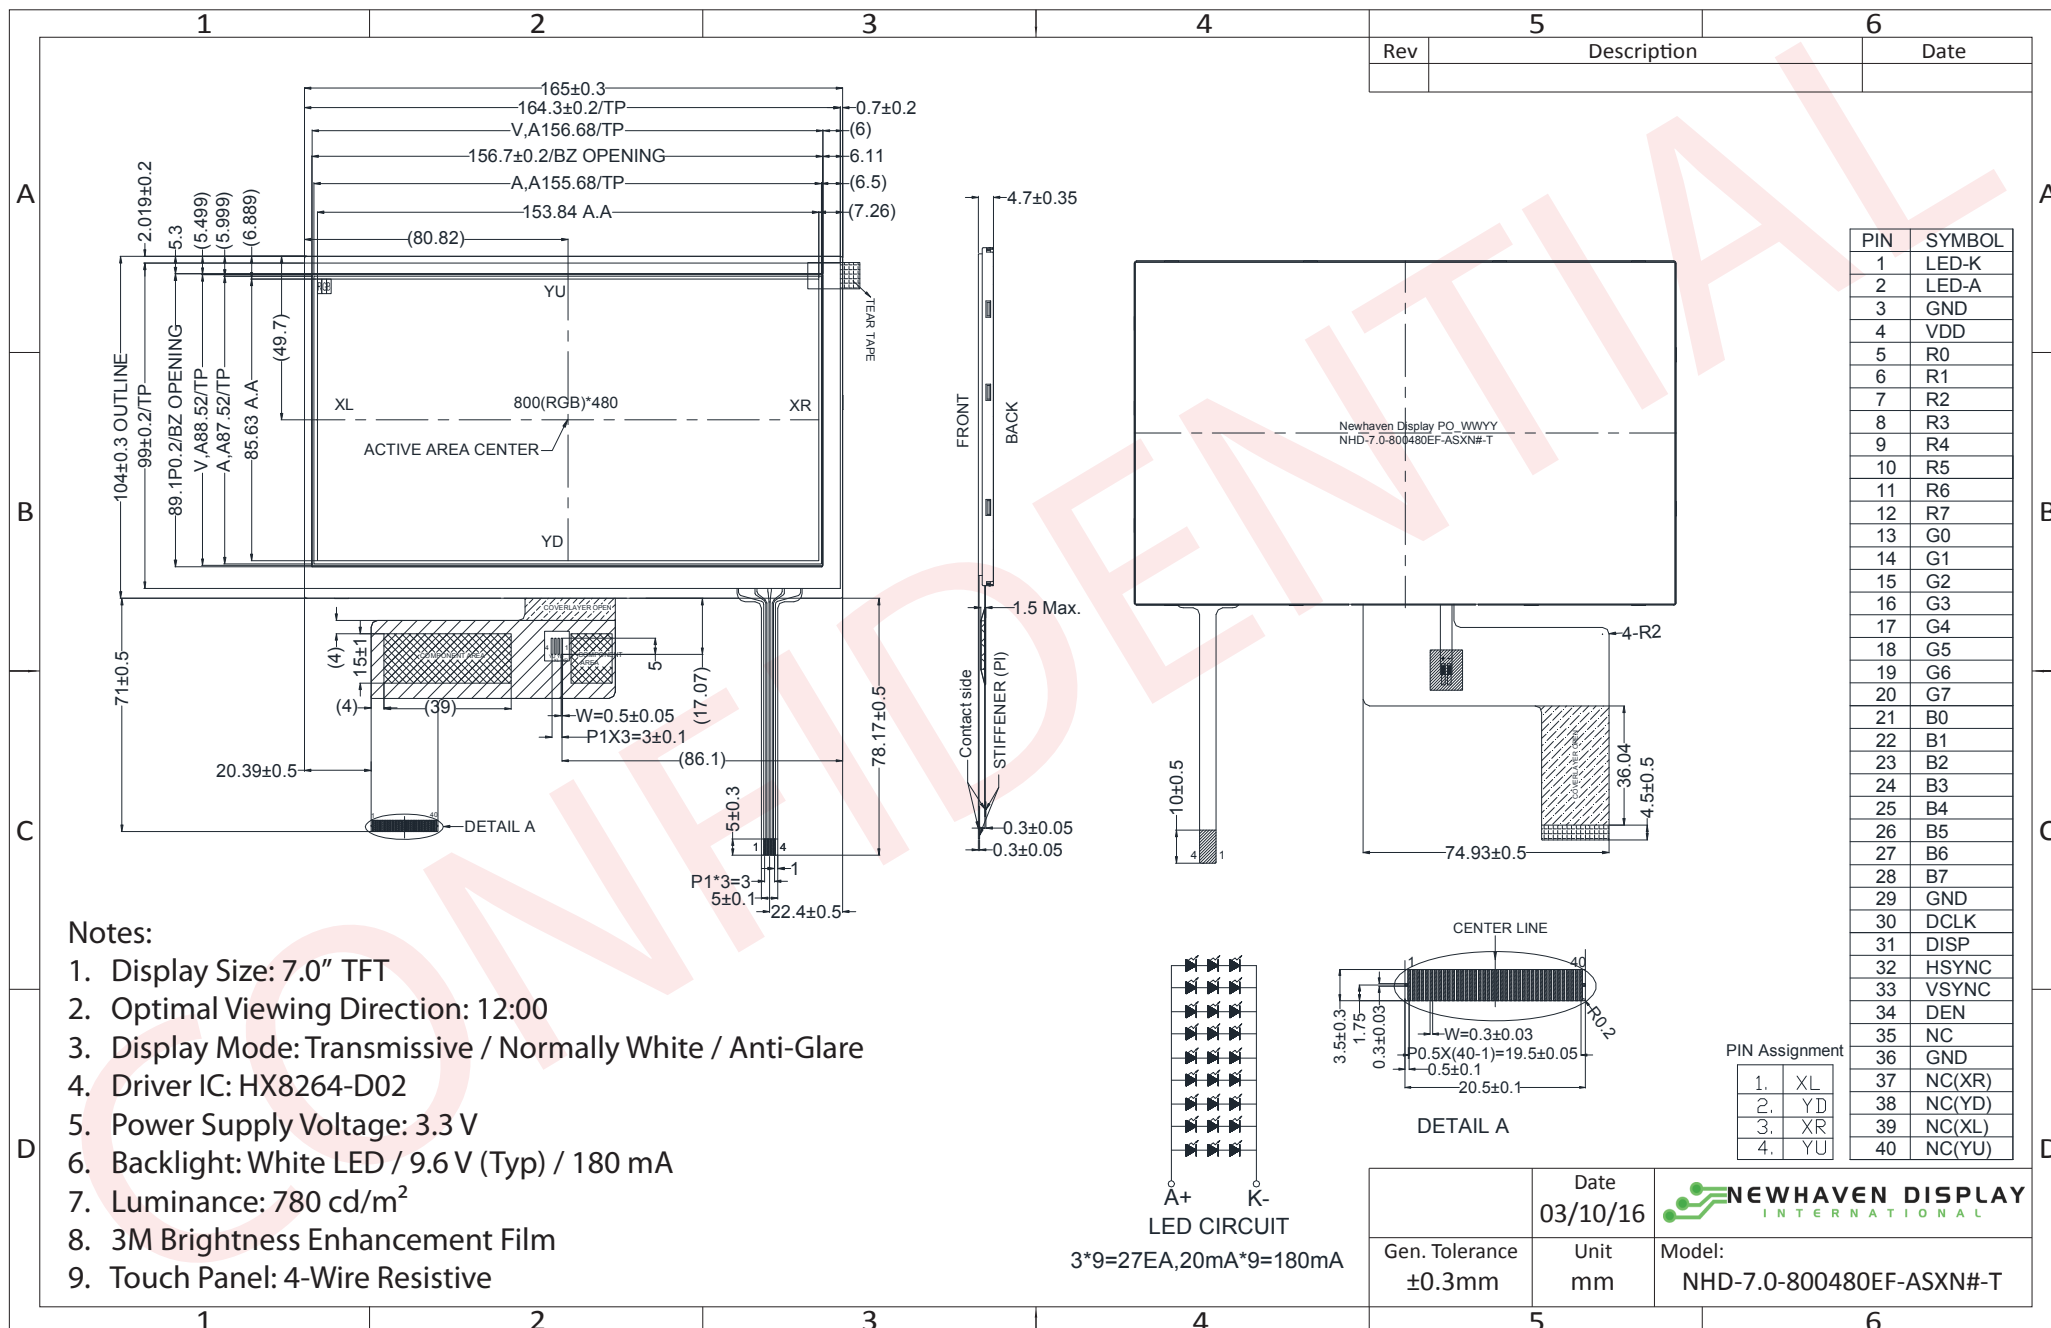 1 2 3 4 5 6
Rev Description Date
165±0.3
164.3±0.2/TP 0.7±0.2
V,A156.68/TP (6)
156.7±0.2/BZ OPENING 6.11
A,A155.68/TP (6.5)
153.84 A.A (7.26)
(80.82)
2.019±0.2
5.3
(5.499)
(5.999)
(6.889)
(49.7)
104±0.3 OUTLINE
99±0.2/TP
89.1P0.2/BZ OPENING
V,A88.52/TP
A,A87.52/TP
85.63 A.A
YU
XL
800(RGB)*480
XR
ACTIVE AREA CENTER
YD
TEAR TAPE
COVERLAYER OPEN
COMPONENT AREA
COMPONENT
AREA
4 1
(4)
15±1
5
(17.07)
71±0.5
(4)
(39)
W=0.5±0.05
P1X3=3±0.1
(86.1)
78.17±0.5
20.39±0.5
1 40
DETAIL A
5±0.3
1 4
1
P1*3=3
5±0.1
22.4±0.5
4.7±0.35
FRONT
BACK
1.5 Max.
Contact side
STIFFENER (PI)
0.3±0.05
0.3±0.05
Newhaven Display PO_WWYY
NHD-7.0-800480EF-ASXN#-T
4-R2
10±0.5
4 1
COVERLAYER OPEN
36.04
4.5±0.5
74.93±0.5
CENTER LINE
1 40
3.5±0.3
1.75
0.3±0.03
R0.2
W=0.3±0.03
P0.5X(40-1)=19.5±0.05
0.5±0.1
20.5±0.1
DETAIL A
A+ K-
LED CIRCUIT
3*9=27EA,20mA*9=180mA
Notes:
1. Display Size: 7.0” TFT
2. Optimal Viewing Direction: 12:00
3. Display Mode: Transmissive / Normally White / Anti-Glare
4. Driver IC: HX8264-D02
5. Power Supply Voltage: 3.3 V
6. Backlight: White LED / 9.6 V (Typ) / 180 mA
7. Luminance: 780 cd/m²
8. 3M Brightness Enhancement Film
9. Touch Panel: 4-Wire Resistive
PIN SYMBOL
1 LED-K
2 LED-A
3 GND
4 VDD
5 R0
6 R1
7 R2
8 R3
9 R4
10 R5
11 R6
12 R7
13 G0
14 G1
15 G2
16 G3
17 G4
18 G5
19 G6
20 G7
21 B0
22 B1
23 B2
24 B3
25 B4
26 B5
27 B6
28 B7
29 GND
30 DCLK
31 DISP
32 HSYNC
33 VSYNC
34 DEN
35 NC
36 GND
37 NC(XR)
38 NC(YD)
39 NC(XL)
40 NC(YU)
PIN Assignment
1. XL
2. YD
3. XR
4. YU
Date
03/10/16
NEWHAVEN DISPLAY
INTERNATIONAL
Gen. Tolerance
±0.3mm
Unit
mm
Model:
NHD-7.0-800480EF-ASXN#-T
A A
B B
C C
D D
1 2 3 4 5 6
CONFIDENTIAL